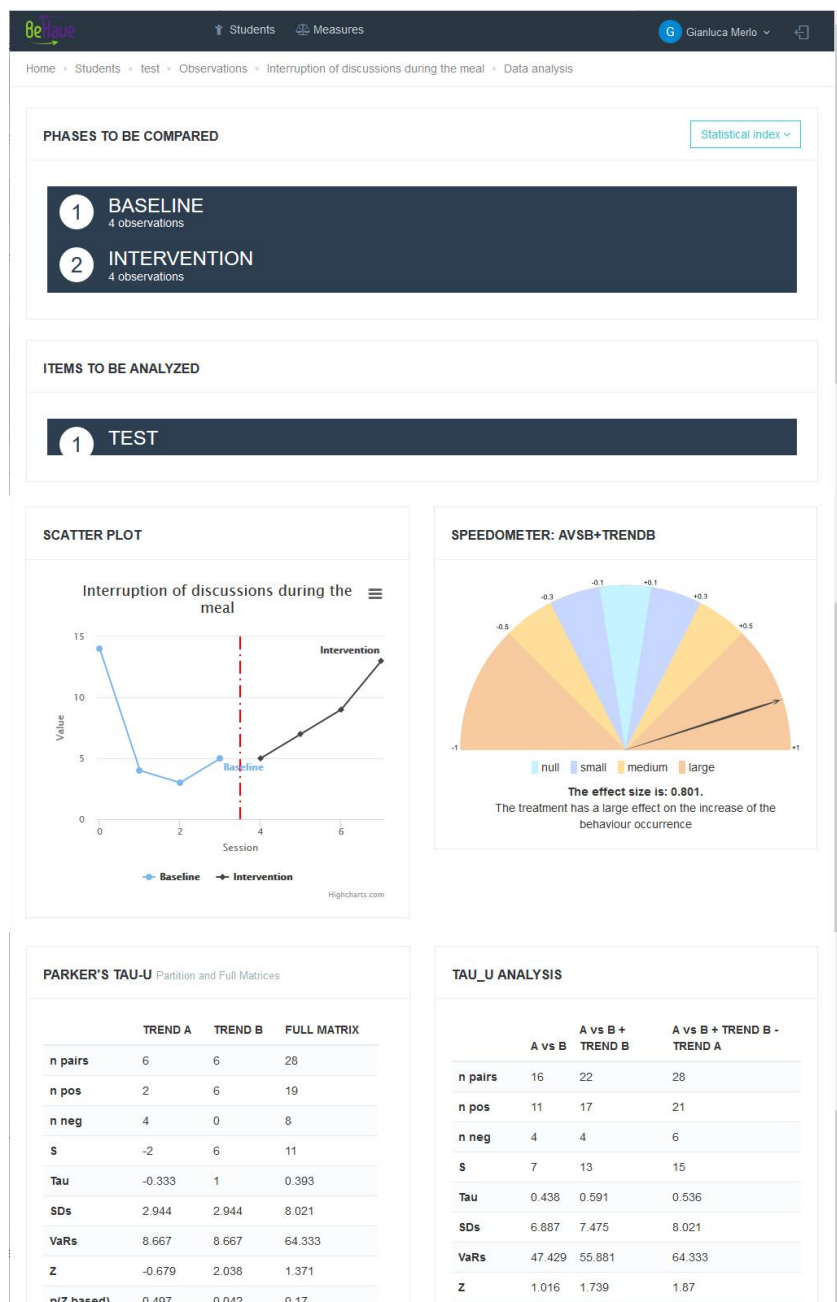 BeHave
Students
Measures
G
Gianluca Merlo
Home • Students • test • Observations • Interruption of discussions during the meal • Data analysis
PHASES TO BE COMPARED
Statistical index
1
BASELINE
4 observations
2
INTERVENTION
4 observations
ITEMS TO BE ANALYZED
1
TEST
SCATTER PLOT
Interruption of discussions during the
meal
15
10
5
0
Value
Intervention
Baseline
0 2 4 6
Session
Baseline Intervention
Highcharts.com
SPEEDOMETER: AVSB+TRENDB
-0.1 +0.1
-0.3 +0.3
-0.5 +0.5
-1 +1
null small medium large
The effect size is: 0.801.
The treatment has a large effect on the increase of the
behaviour occurrence
PARKER'S TAU-U Partition and Full Matrices
TREND A TREND B FULL MATRIX
n pairs 6 6 28
n pos 2 6 19
n neg 4 0 8
S -2 6 11
Tau -0.333 1 0.393
SDs 2.944 2.944 8.021
VaRs 8.667 8.667 64.333
Z -0.679 2.038 1.371
p(Z based) 0.497 0.042 0.17
TAU_U ANALYSIS
A vs B
A vs B +
TREND B
A vs B + TREND B -
TREND A
n pairs 16 22 28
n pos 11 17 21
n neg 4 4 6
S 7 13 15
Tau 0.438 0.591 0.536
SDs 6.887 7.475 8.021
VaRs 47.429 55.881 64.333
Z 1.016 1.739 1.87